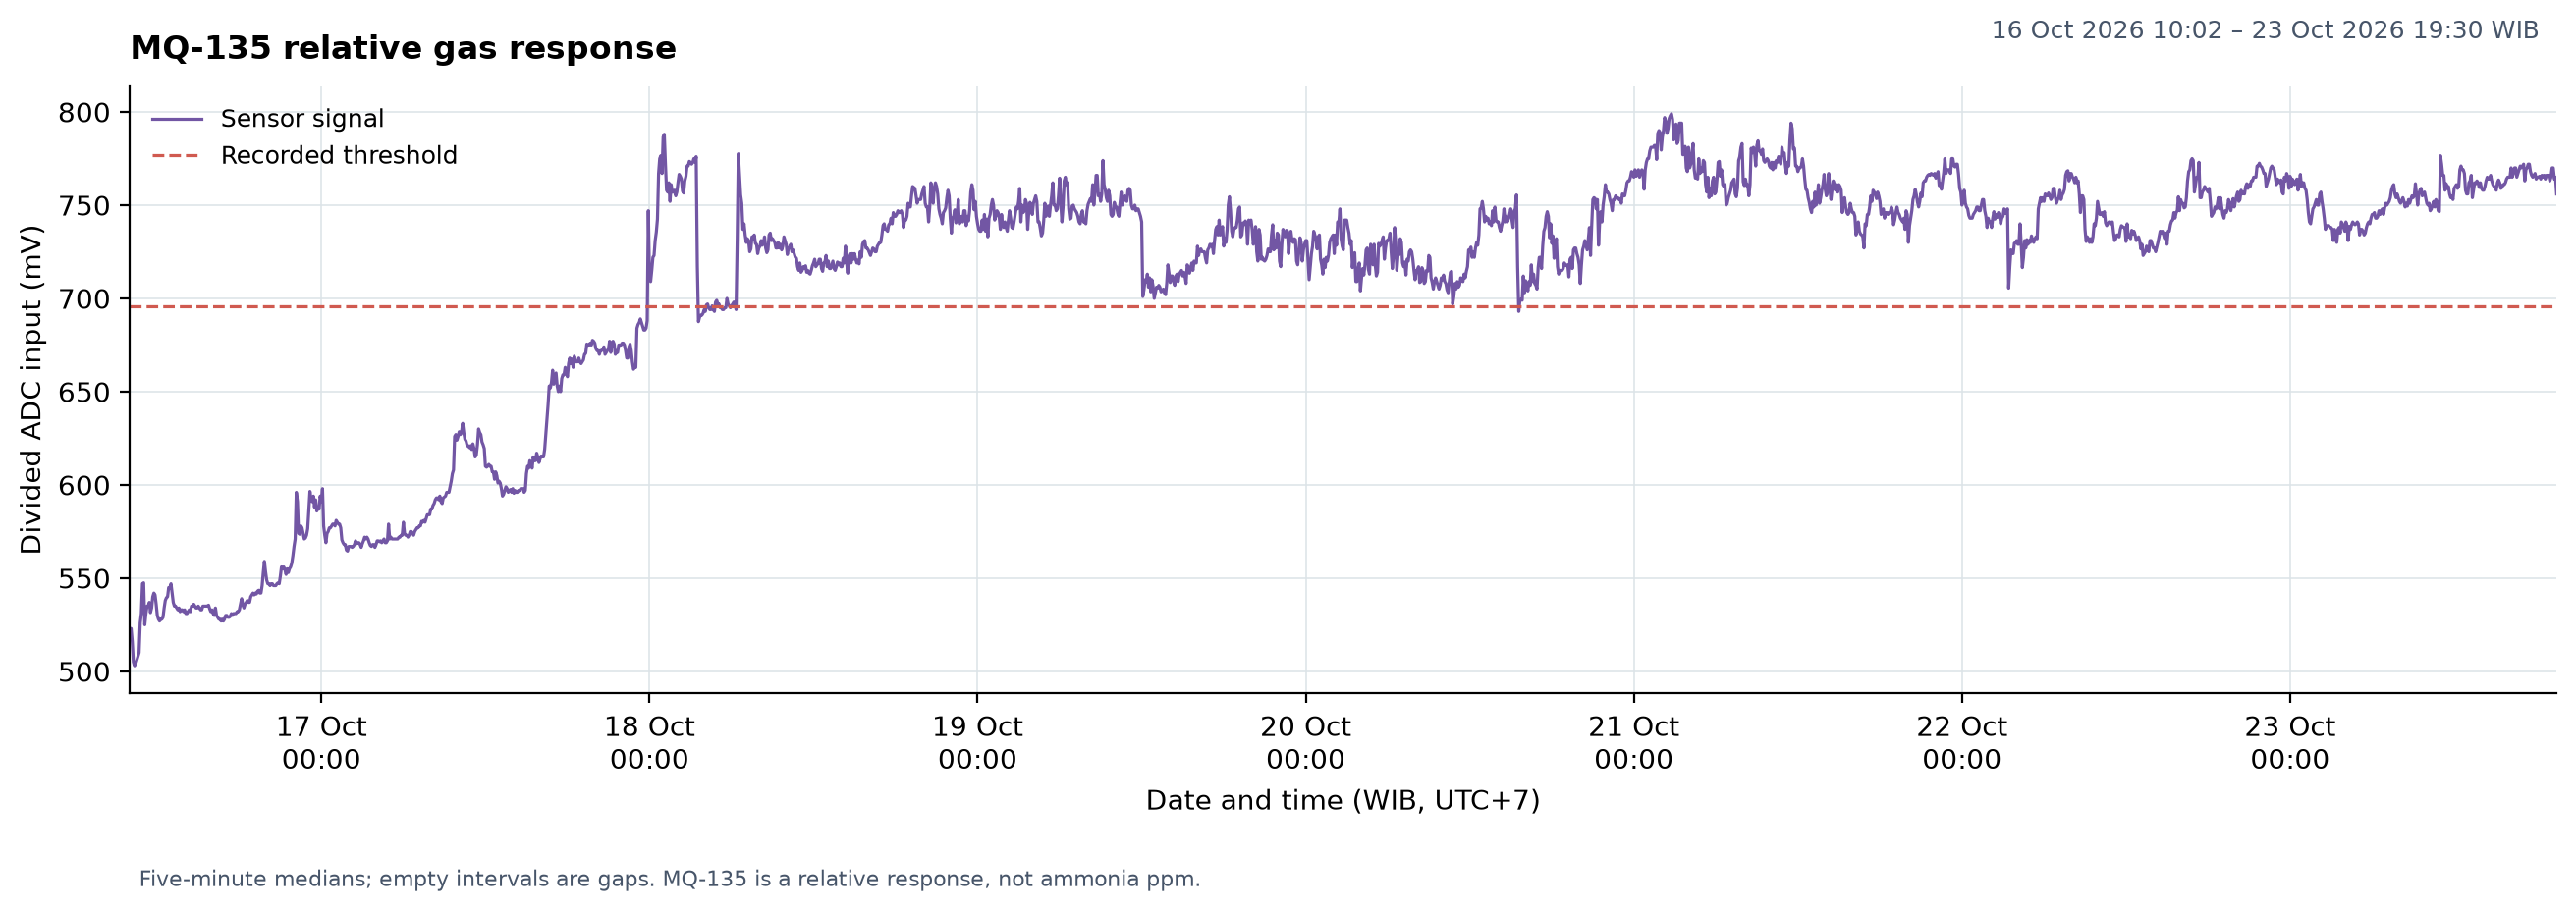 16 Oct 2026 10:02 – 23 Oct 2026 19:30 WIB
MQ-135 relative gas response
Sensor signal
Recorded threshold
Divided ADC input (mV)
800
750
700
650
600
550
500
17 Oct
00:00
18 Oct
00:00
19 Oct
00:00
20 Oct
00:00
21 Oct
00:00
22 Oct
00:00
23 Oct
00:00
Date and time (WIB, UTC+7)
Five-minute medians; empty intervals are gaps. MQ-135 is a relative response, not ammonia ppm.